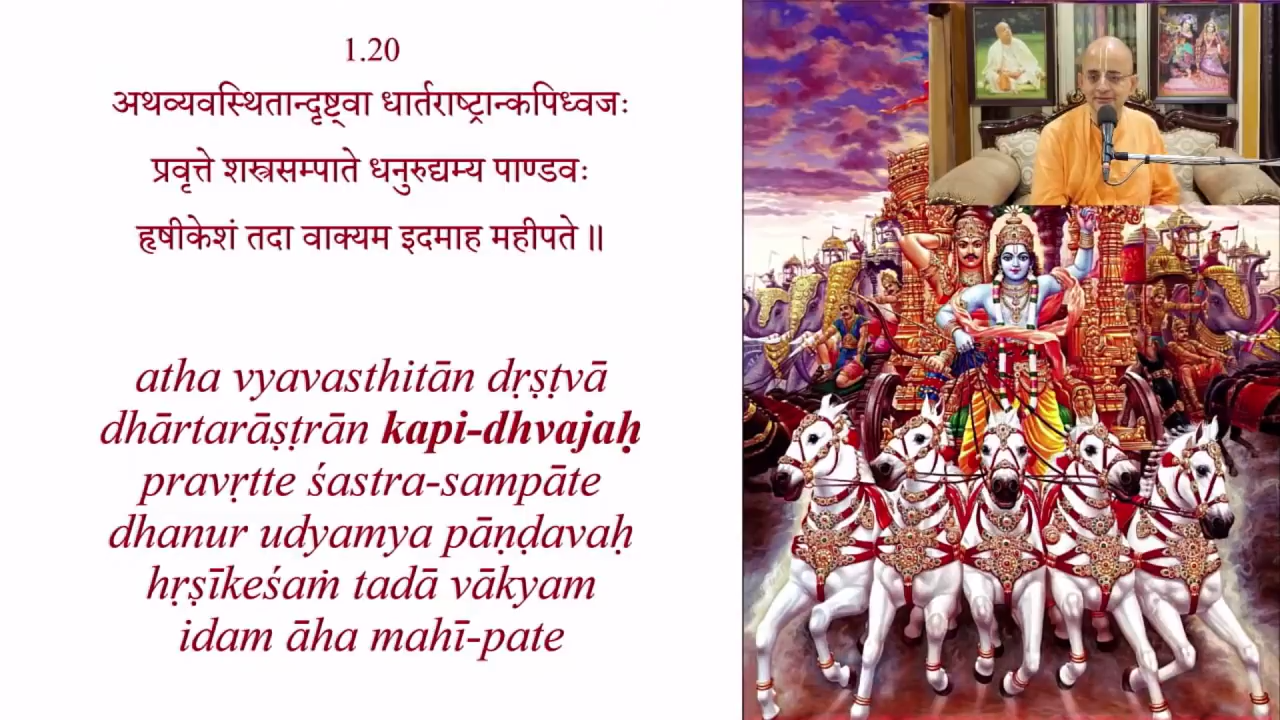 1.20
अथव्यवस्थितान्दृष्ट्वा धार्तराष्ट्रान्कपिध्वजः
प्रवृत्ते शस्त्रसम्पाते धनुरुद्यम्य पाण्डवः
हृषीकेशं तदा वाक्यम इदमाह महीपते ॥
atha vyavasthitān dṛṣṭvā
dhārtarāṣṭrān kapi-dhvajaḥ
pravṛtte śastra-sampāte
dhanur udyamya pāṇḍavaḥ
hṛṣīkeśaṁ tadā vākyam
idam āha mahī-pate